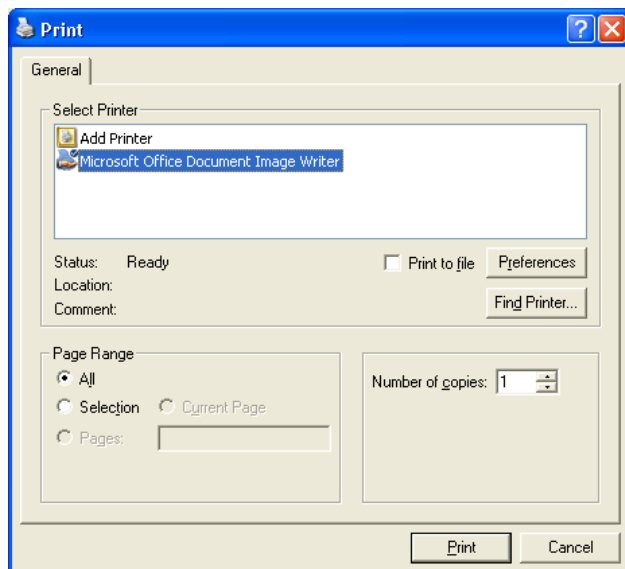 Print
General
Select Printer
Add Printer
Microsoft Office Document Image Writer
Status: Ready
Print to file
Preferences
Location:
Comment:
Find Printer...
Page Range
All
Selection
Current Page
Pages:
Number of copies: 1
Print
Cancel